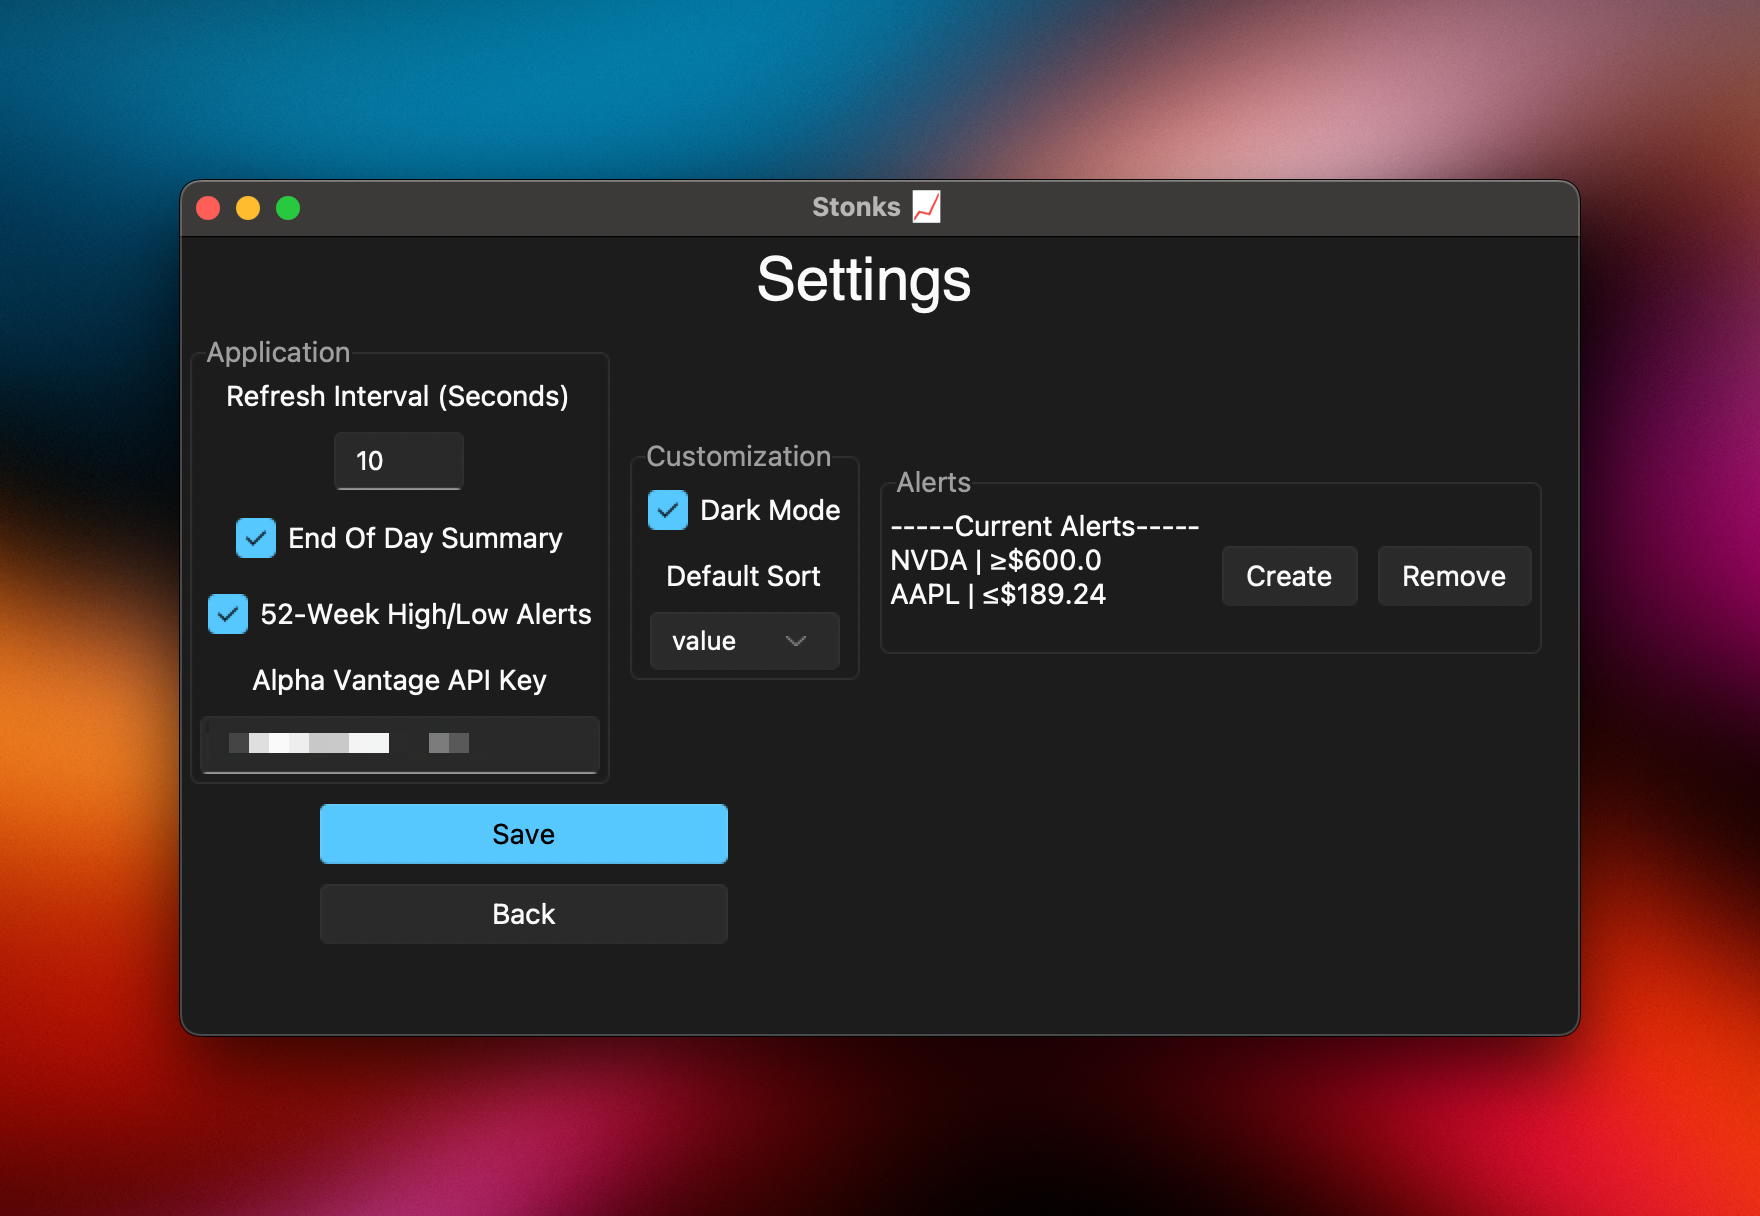 Stonks 📈
Settings
Application
Refresh Interval (Seconds)
10
End Of Day Summary
52-Week High/Low Alerts
Alpha Vantage API Key
Customization
Dark Mode
Default Sort
value
Alerts
-----Current Alerts-----
NVDA | ≥$600.0
AAPL | ≤$189.24
Create
Remove
Save
Back